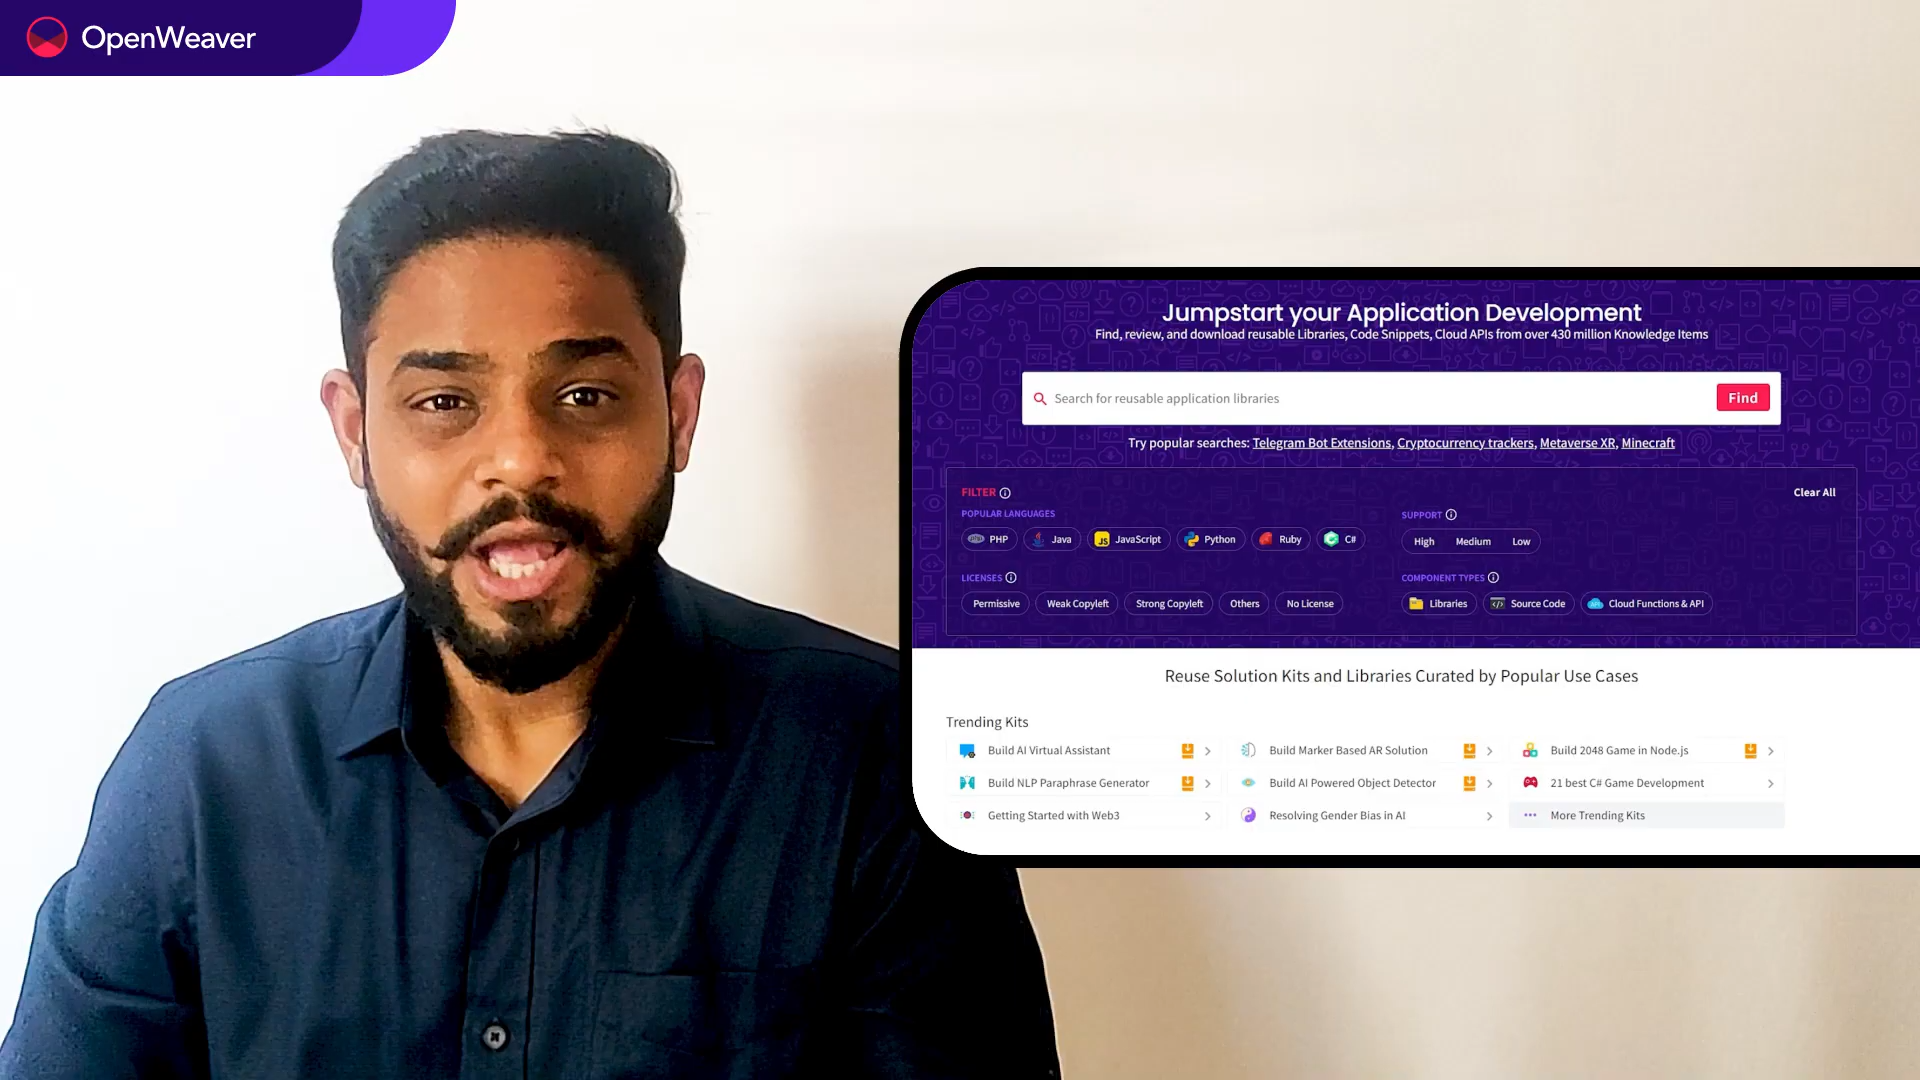 OpenWeaver
Jumpstart your Application Development
Find, review, and download reusable Libraries, Code Snippets, Cloud APIs from over 430 million Knowledge Items
Search for reusable application libraries
Find
Try popular searches: Telegram Bot Extensions, Cryptocurrency trackers, Metaverse XR, Minecraft
FILTER
Clear All
POPULAR LANGUAGES
PHP Java JavaScript Python Ruby C#
SUPPORT
High Medium Low
LICENSES
Permissive Weak Copyleft Strong Copyleft Others No License
COMPONENT TYPES
Libraries Source Code Cloud Functions & API
Reuse Solution Kits and Libraries Curated by Popular Use Cases
Trending Kits
Build AI Virtual Assistant Build Marker Based AR Solution Build 2048 Game in Node.js
Build NLP Paraphrase Generator Build AI Powered Object Detector 21 best C# Game Development
Getting Started with Web3 Resolving Gender Bias in AI More Trending Kits